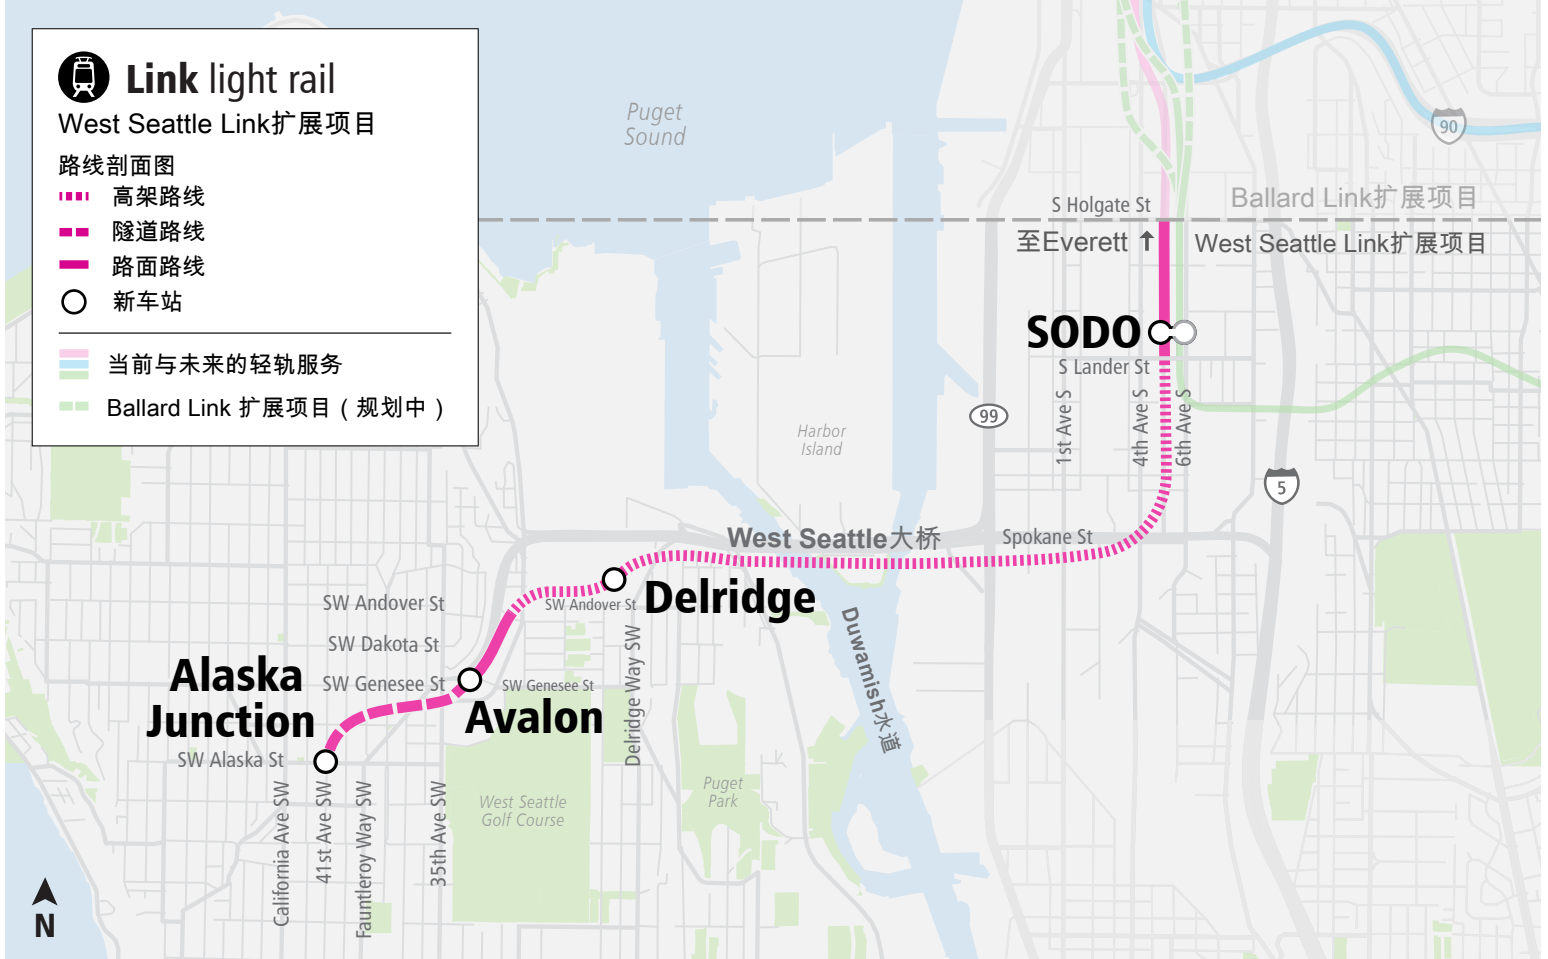 Link light rail
West Seattle Link扩展项目
路线剖面图
高架路线
隧道路线
路面路线
新车站
当前与未来的轻轨服务
Ballard Link 扩展项目（规划中）
Puget
Sound
90
S Holgate St
Ballard Link扩展项目
至Everett
West Seattle Link扩展项目
SODO
S Lander St
99
1st Ave S
4th Ave S
6th Ave S
Harbor
Island
5
West Seattle大桥
Spokane St
SW Andover St
SW Andover St
Delridge
Duwamish水道
SW Dakota St
Delridge Way SW
Alaska
Junction
SW Genesee St
SW Genesee St
Avalon
SW Alaska St
California Ave SW
41st Ave SW
Fauntleroy Way SW
35th Ave SW
West Seattle
Golf Course
Puget
Park
N